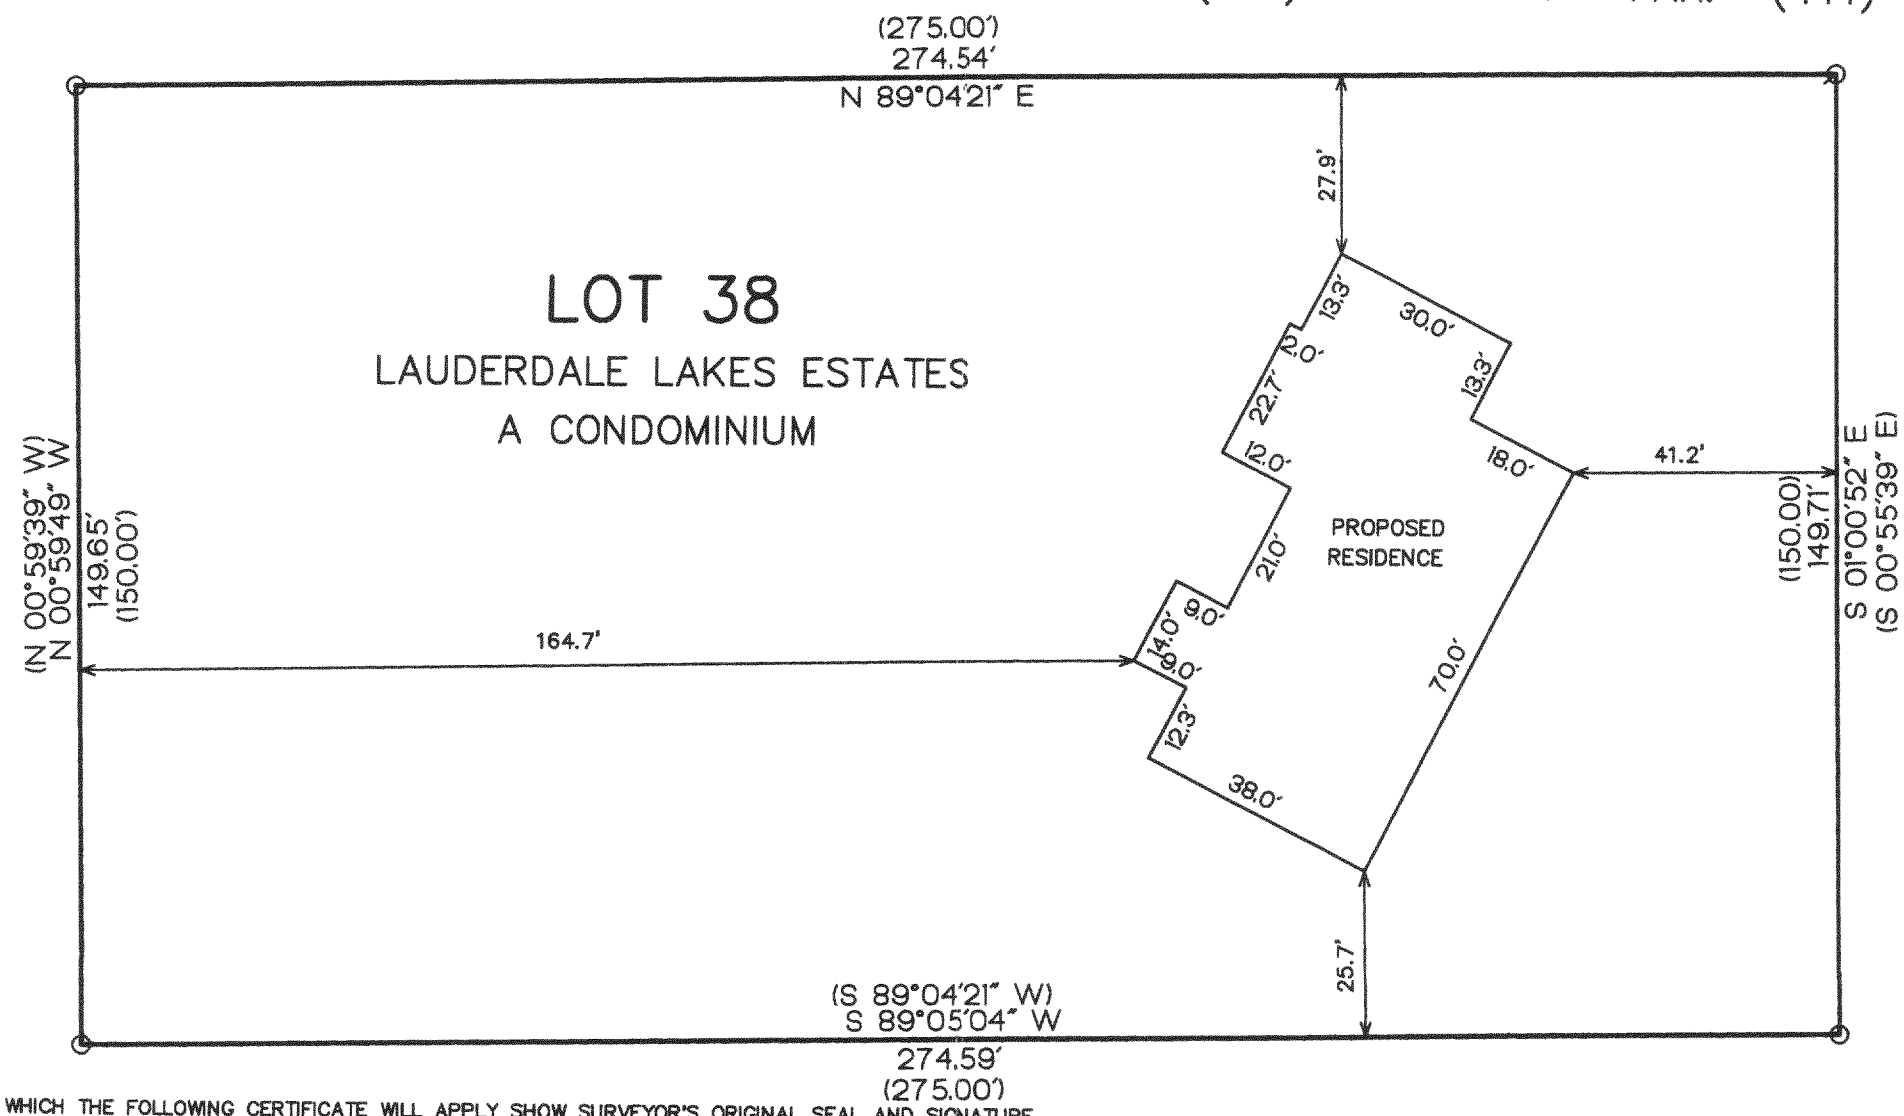 (275.00')
274.54'
N 89°04'21" E
27.9'
LOT 38
LAUDERDALE LAKES ESTATES
A CONDOMINIUM
13.3'
30.0'
2.0'
13.3'
22.7'
12.0'
18.0'
41.2'
(N 00°59'39" W)
N 00°59'49" W
149.65'
(150.00')
PROPOSED
RESIDENCE
(150.00)
149.71'
S 01°00'52" E
(S 00°55'39" E)
21.0'
9.0'
14.0'
164.7'
9.0'
70.0'
12.3'
38.0'
25.7'
(S 89°04'21" W)
S 89°05'04" W
274.59'
(275.00')
WHICH THE FOLLOWING CERTIFICATE WILL APPLY SHOW SURVEYOR'S ORIGINAL SEAL AND SIGNATURE